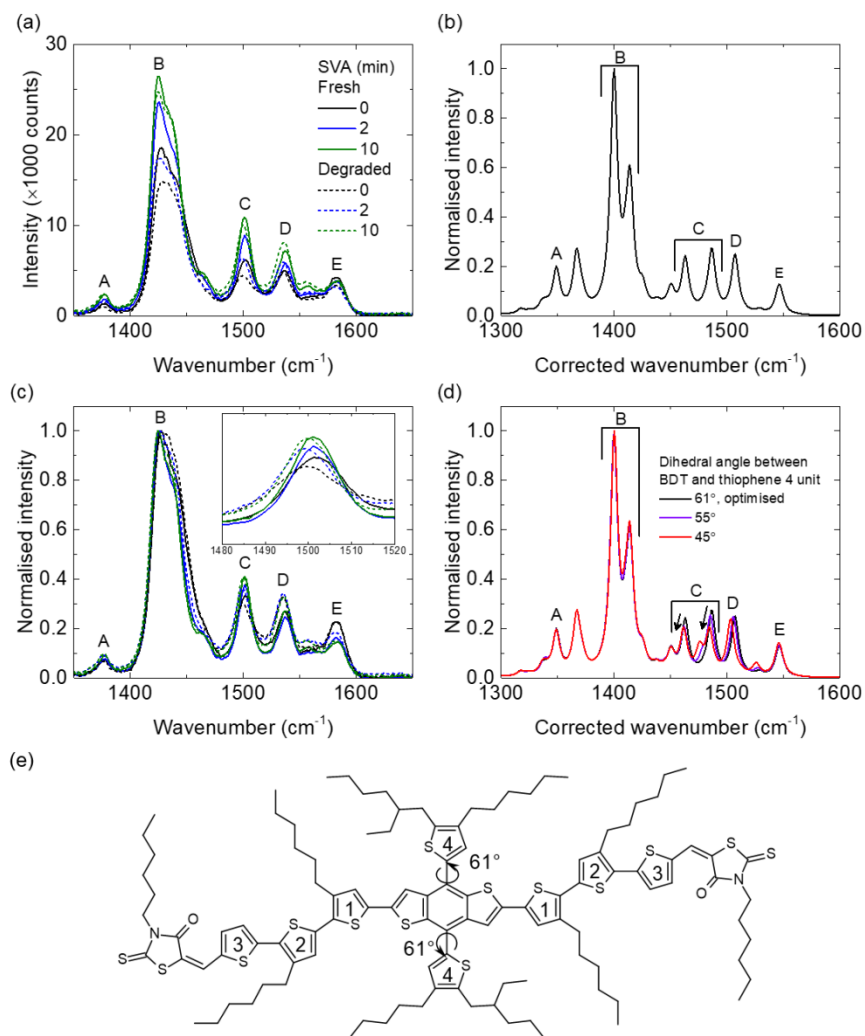 (a)
B
SVA (min)
Fresh
0
2
10
Degraded
0
2
10
A
C
D
E
30
20
10
0
Intensity (×1000 counts)
1400
1500
1600
Wavenumber (cm⁻¹)
(b)
B
A
C
D
E
1.0
0.8
0.6
0.4
0.2
0.0
Normalised intensity
1300
1400
1500
1600
Corrected wavenumber (cm⁻¹)
(c)
B
A
C
D
E
1.0
0.8
0.6
0.4
0.2
0.0
Normalised intensity
1480
1490
1500
1510
1520
1400
1500
1600
Wavenumber (cm⁻¹)
(d)
B
Dihedral angle between
BDT and thiophene 4 unit
61°, optimised
55°
45°
A
C
D
E
1.0
0.8
0.6
0.4
0.2
0.0
Normalised intensity
1300
1400
1500
1600
Corrected wavenumber (cm⁻¹)
(e)
S
4
61°
S
2
S
3
S
S
O
N
1
S
S
S
1
S
N
O
S
S
3
S
2
S
61°
S
4